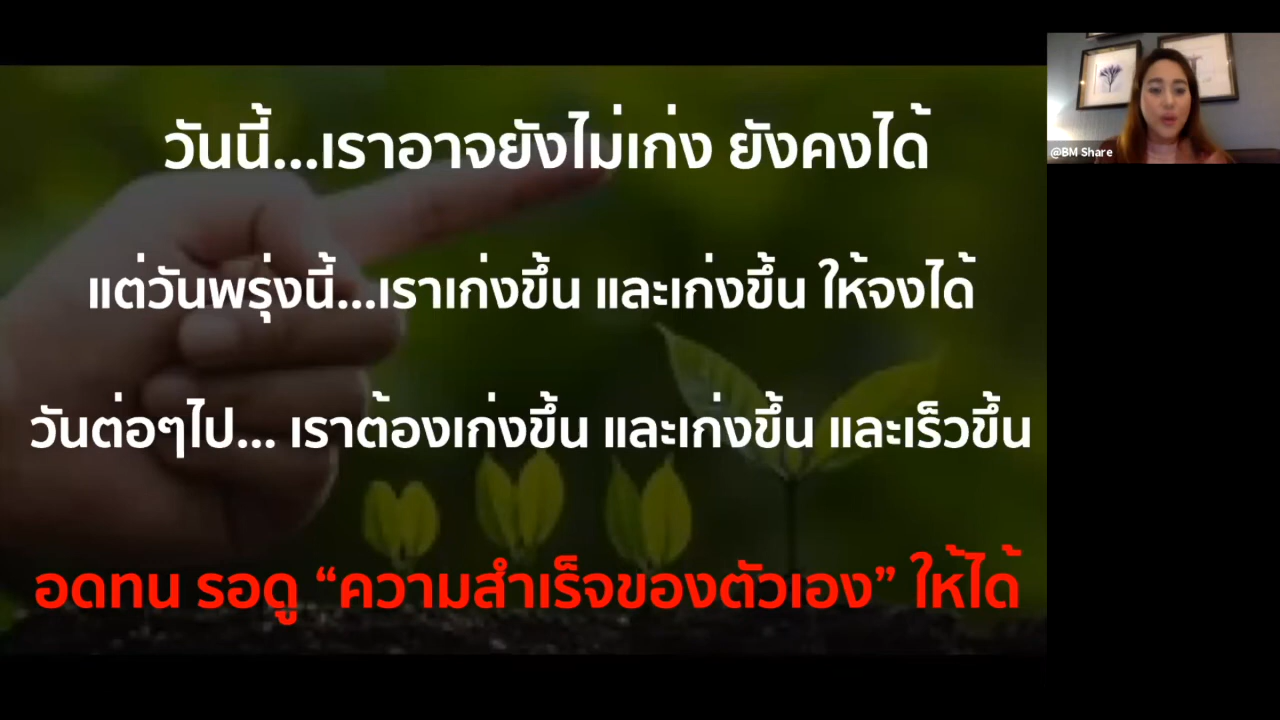 วันนี้...เราอาจยังไม่เก่ง ยังคงได้
แต่วันพรุ่งนี้...เราเก่งขึ้น และเก่งขึ้น ให้จงได้
วันต่อๆไป... เราต้องเก่งขึ้น และเก่งขึ้น และเร็วขึ้น
อดทน รอดู “ความสำเร็จของตัวเอง” ให้ได้
@BM Share